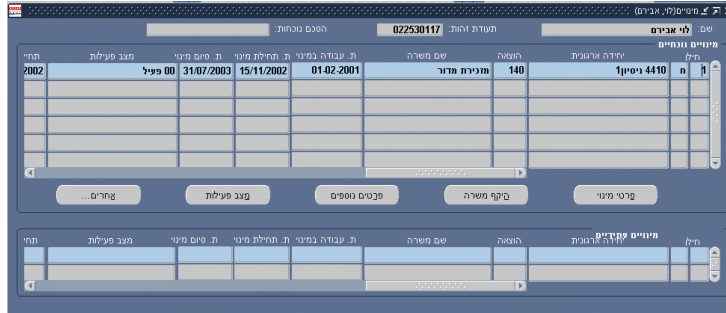 מינויים(לוי, אבירם)
שם: לוי אבירם תעודת זהות: 022530117 הסכם נוכחות:
מינויים נוכחיים
חילן יחידה ארגונית הוצאה שם משרה ת. עבודה במינוי ת. תחילת מינוי ת. סיום מינוי מצב פעילות תחי
1 ח 4410 ניסיון1 140 מזכירת מדור 01-02-2001 15/11/2002 31/07/2003 00 פעיל 2002
פרטי מינוי היקף משרה פרטים נוספים מצב פעילות אחרים...
מינויים עתידיים
חילן יחידה ארגונית הוצאה שם משרה ת. עבודה במינוי ת. תחילת מינוי ת. סיום מינוי מצב פעילות תחי